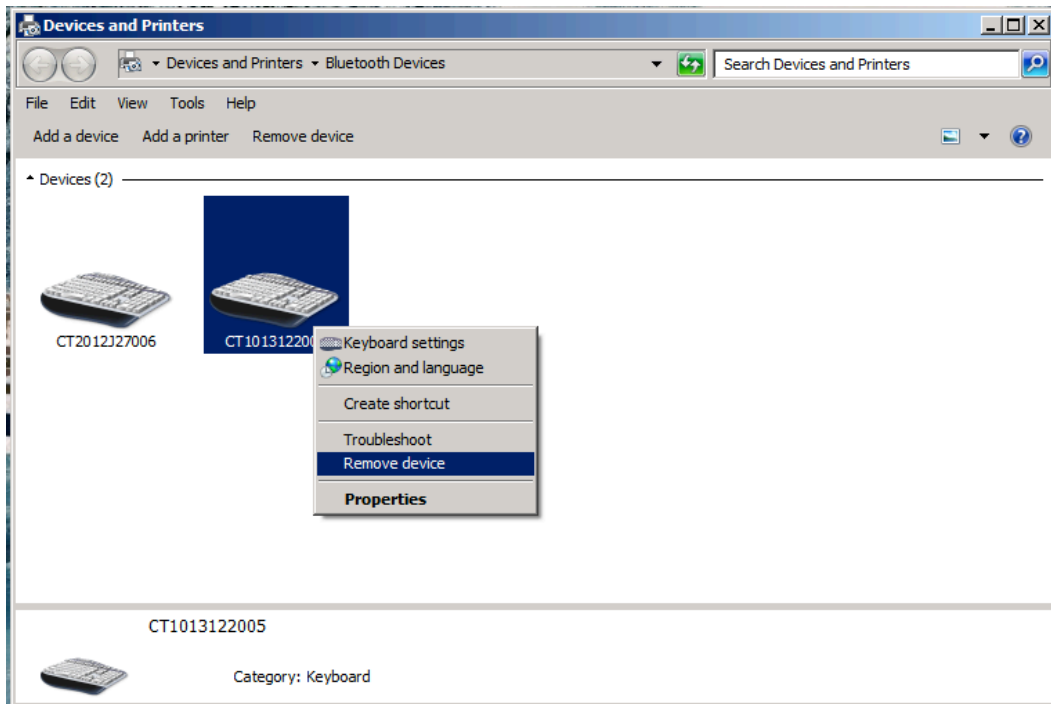 Devices and Printers
Devices and Printers Bluetooth Devices Search Devices and Printers
File Edit View Tools Help
Add a device Add a printer Remove device
Devices (2)
CT2012J27006 CT101312200
Keyboard settings
Region and language
Create shortcut
Troubleshoot
Remove device
Properties
CT1013122005
Category: Keyboard